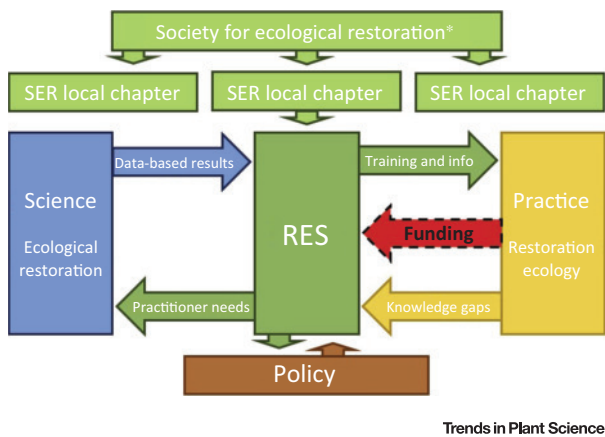 Society for ecological restoration*
SER local chapter
SER local chapter
SER local chapter
Data-based results
Training and info
Science
Ecological
restoration
RES
Funding
Practice
Restoration
ecology
Practitioner needs
Knowledge gaps
Policy
Trends in Plant Science